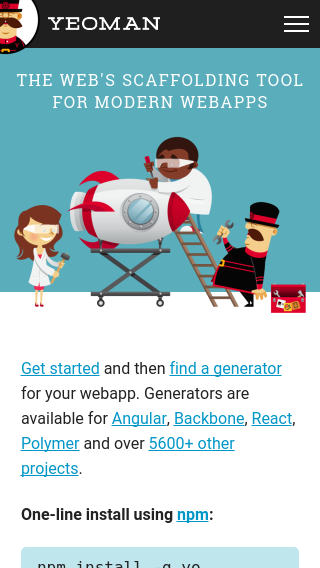 YEOMAN
THE WEB'S SCAFFOLDING TOOL
FOR MODERN WEBAPPS
Get started and then find a generator
for your webapp. Generators are
available for Angular, Backbone, React,
Polymer and over 5600+ other
projects.
One-line install using npm:
npm install -g yo